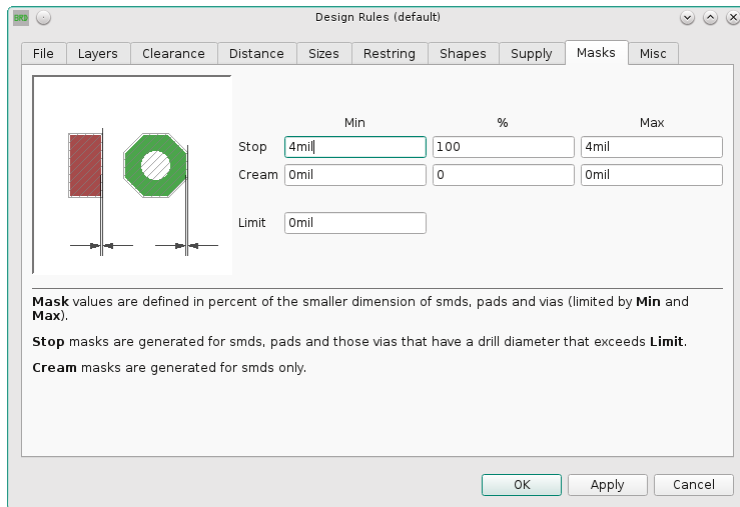 BRD
Design Rules (default)
File Layers Clearance Distance Sizes Restring Shapes Supply Masks Misc
Min % Max
Stop 4mil 100 4mil
Cream 0mil 0 0mil
Limit 0mil
Mask values are defined in percent of the smaller dimension of smds, pads and vias (limited by Min and
Max).
Stop masks are generated for smds, pads and those vias that have a drill diameter that exceeds Limit.
Cream masks are generated for smds only.
OK Apply Cancel